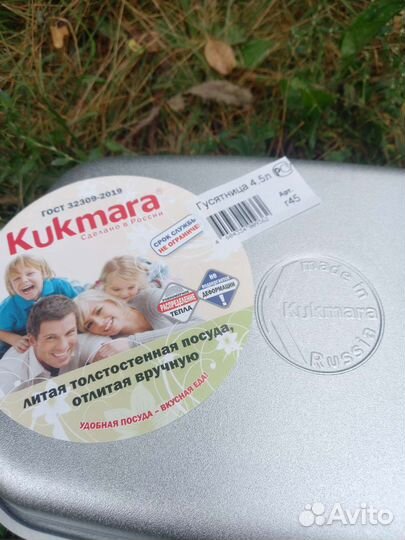 ГОСТ 32309-2019
Kukmara®
Сделано в России
СРОК СЛУЖБЫ
НЕ ОГРАНИЧЕН!
Гусятница 4.5л
Арт.
г45
РАСПРЕДЕЛЕНИЕ
ТЕПЛА
НЕ
ДЕФОРМАЦИИ
литая толстостенная посуда,
отлитая вручную
УДОБНАЯ ПОСУДА – ВКУСНАЯ ЕДА!
made in
Kukmara
Russia
Avito